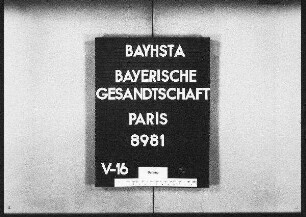 BAYHSTA
BAYERISCHE
GESANDTSCHAFT
PARIS
8981
V-16